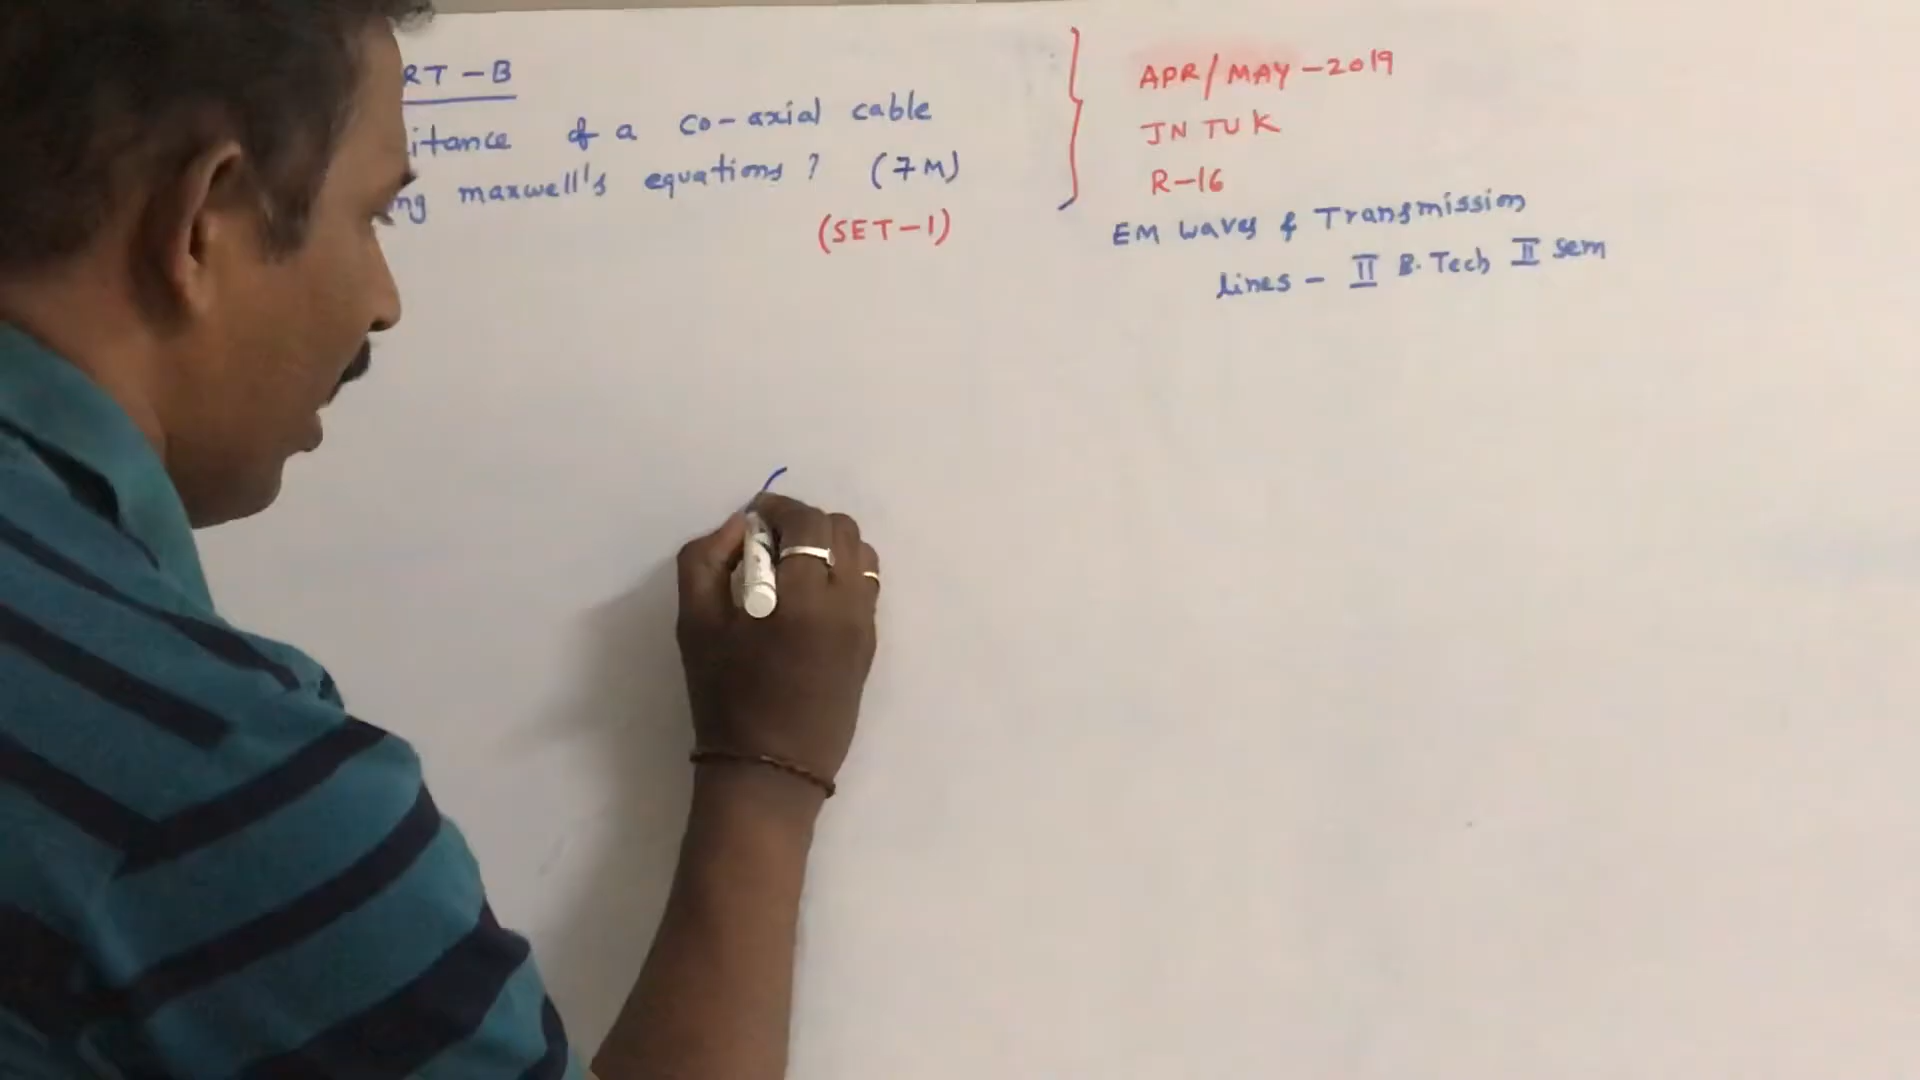 RT - B
itance of a co-axial cable
ng maxwell's equations ? (7M)
(SET-1)
APR/MAY-2019
JNTUK
R-16
EM waves & Transmission
lines - II B.Tech II sem